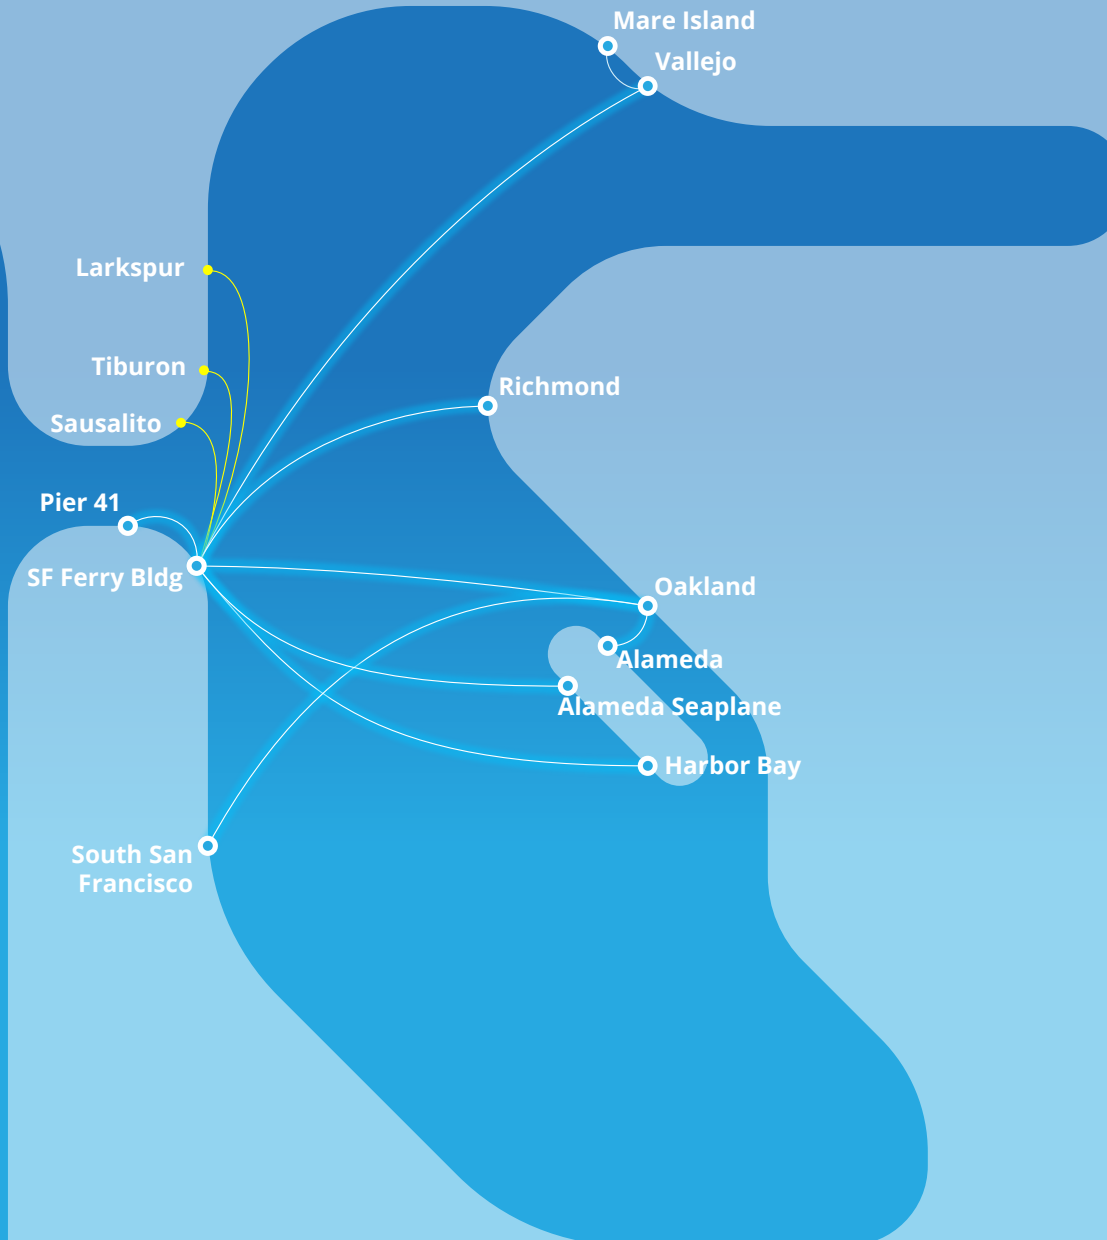 Mare Island
Vallejo
Larkspur
Tiburon
Richmond
Sausalito
Pier 41
SF Ferry Bldg
Oakland
Alameda
Alameda Seaplane
Harbor Bay
South San
Francisco